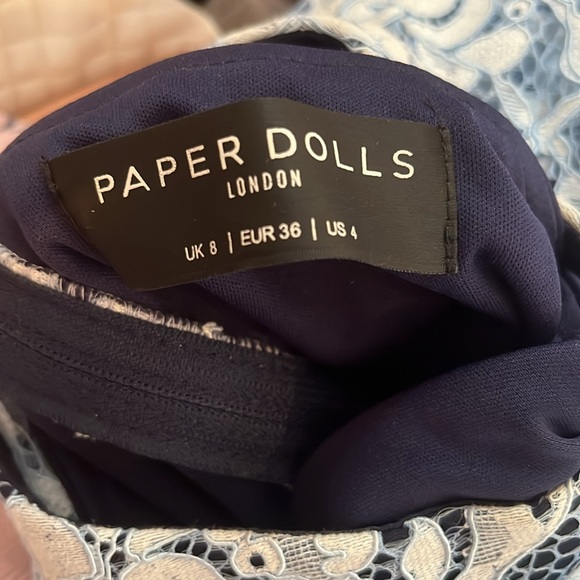 PAPER DOLLS
LONDON
UK 8 | EUR 36 | US 4